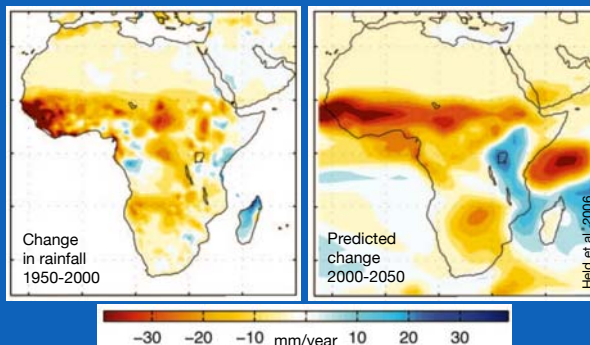 Change
in rainfall
1950-2000
Predicted
change
2000-2050
Held et al. 2006
−30 −20 −10 mm/year 10 20 30